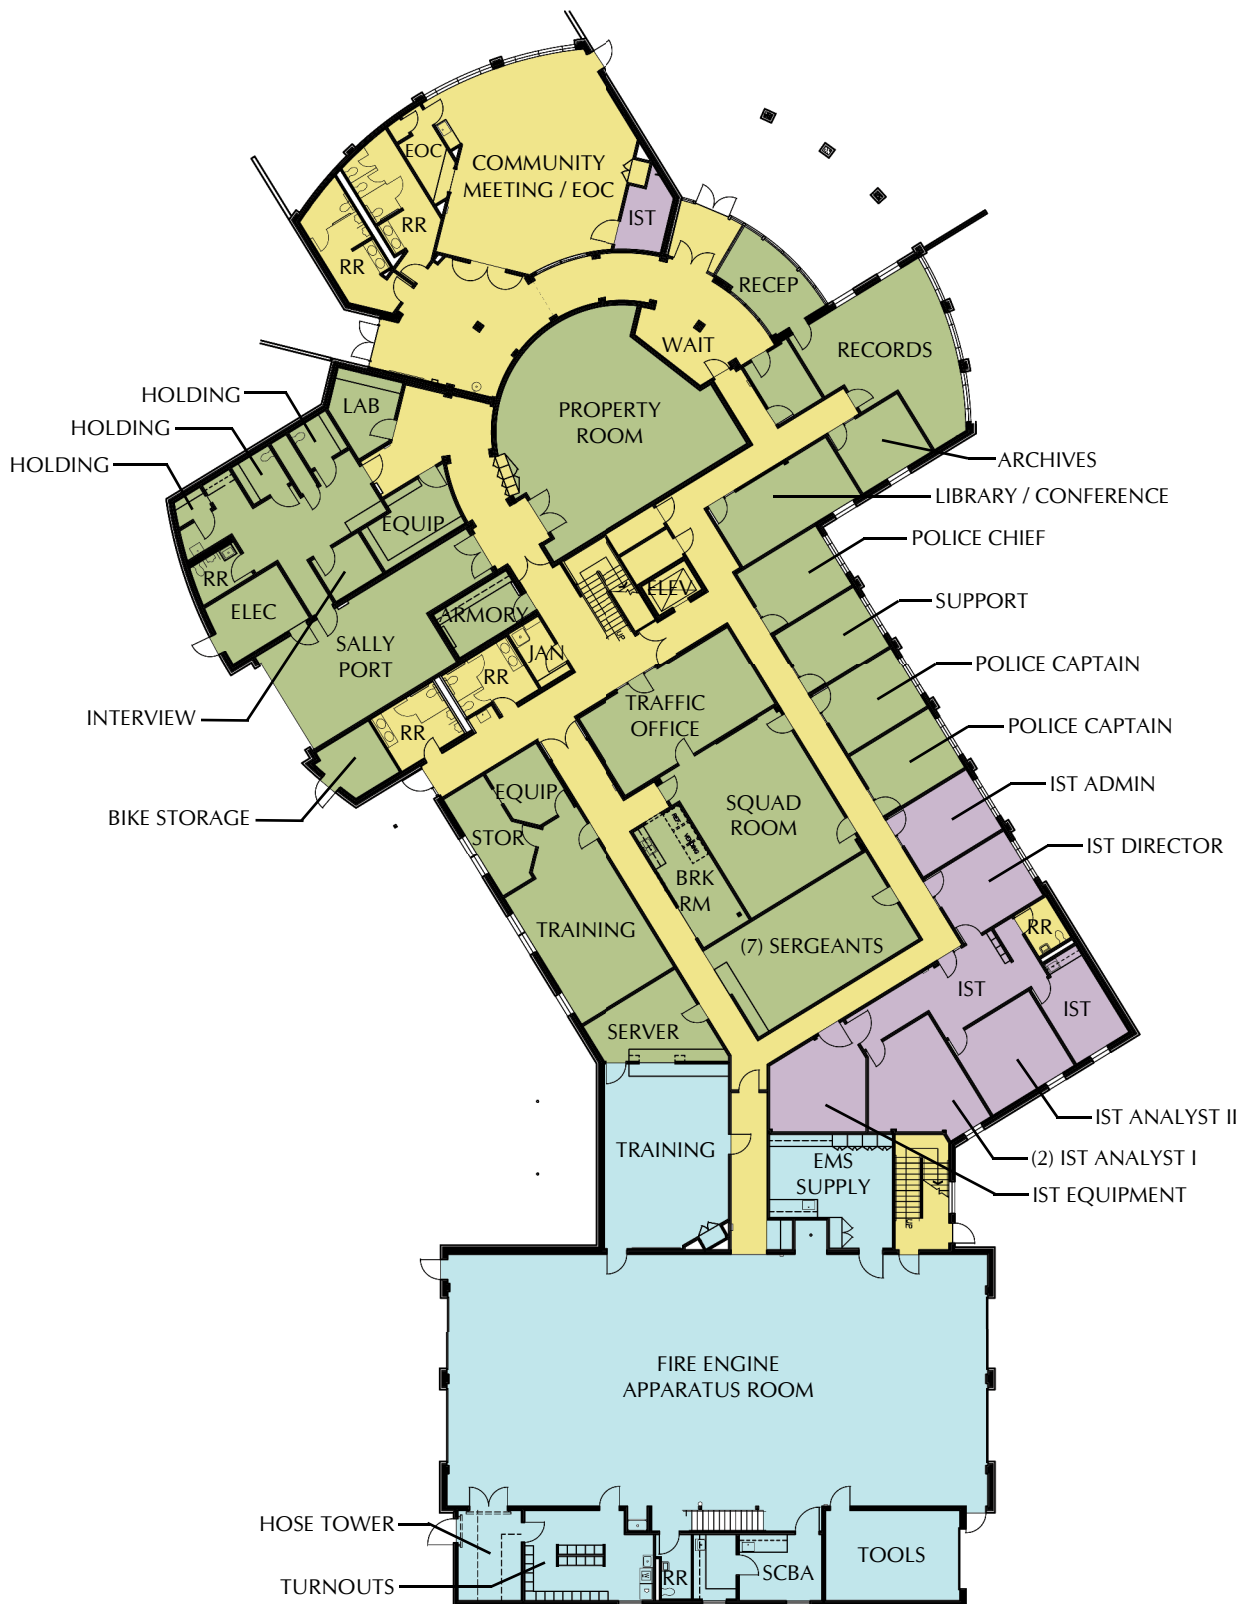 EOC
COMMUNITY
MEETING / EOC
IST
RR
RR
RECEP
WAIT
RECORDS
HOLDING
LAB
HOLDING
HOLDING
PROPERTY
ROOM
ARCHIVES
LIBRARY / CONFERENCE
EQUIP
POLICE CHIEF
RR
ELEC
ELEV
ARMORY
SUPPORT
SALLY
PORT
JAN
RR
POLICE CAPTAIN
INTERVIEW
RR
TRAFFIC
OFFICE
POLICE CAPTAIN
BIKE STORAGE
EQUIP
STOR
SQUAD
ROOM
IST ADMIN
IST DIRECTOR
BRK
RM
TRAINING
(7) SERGEANTS
RR
IST
IST
SERVER
IST ANALYST II
TRAINING
EMS
SUPPLY
(2) IST ANALYST I
IST EQUIPMENT
FIRE ENGINE
APPARATUS ROOM
HOSE TOWER
TURNOUTS
RR
SCBA
TOOLS